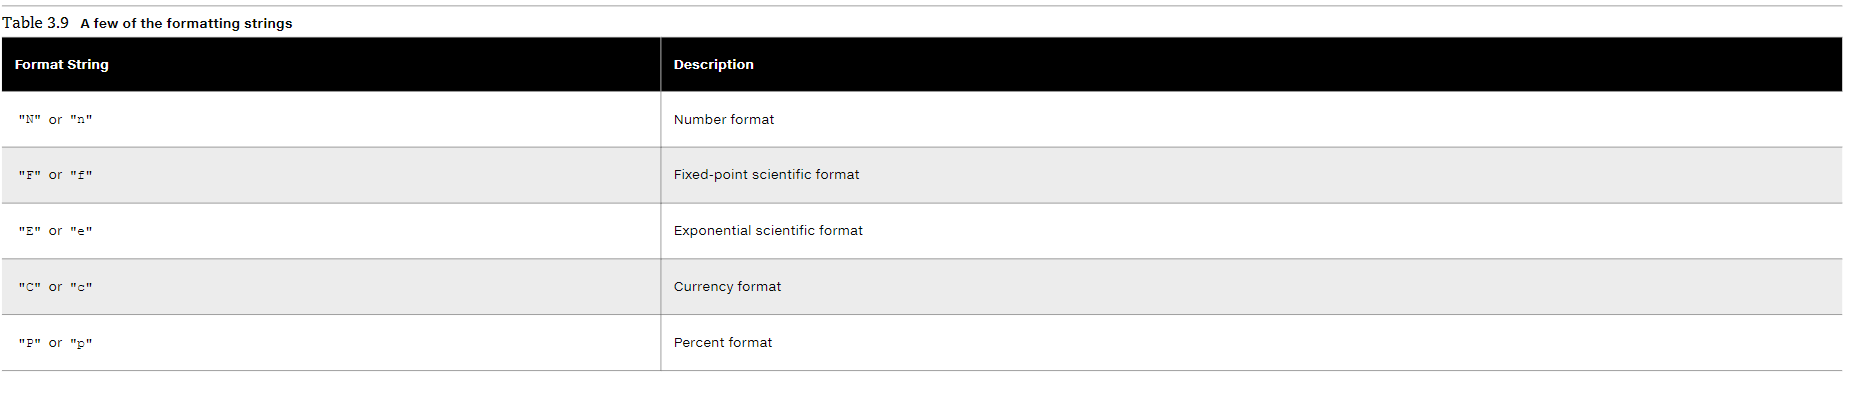 Table 3.9 A few of the formatting strings
Format String Description
"N" or "n" Number format
"F" or "f" Fixed-point scientific format
"E" or "e" Exponential scientific format
"C" or "c" Currency format
"P" or "p" Percent format